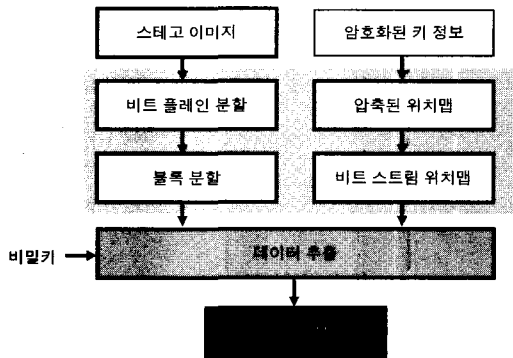 스테고 이미지
암호화된 키 정보
비트 플레인 분할
압축된 위치맵
블록 분할
비트 스트림 위치맵
비밀키
데이터 추출